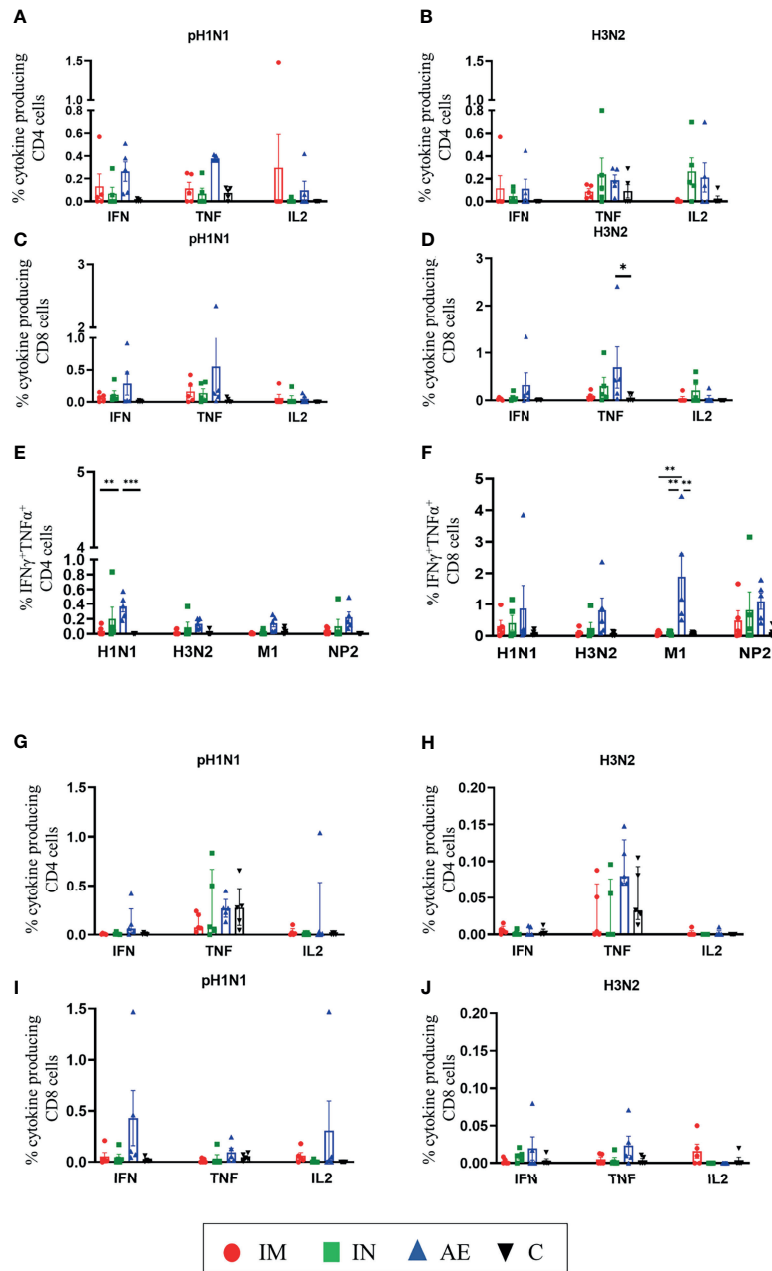 A
pH1N1
% cytokine producing
CD4 cells
1.5
1.0
0.8
0.6
0.4
0.2
0.0
IFN
TNF
IL2
B
H3N2
% cytokine producing
CD4 cells
1.5
1.0
0.8
0.6
0.4
0.2
0.0
IFN
TNF
IL2
C
pH1N1
% cytokine producing
CD8 cells
3
2
1.0
0.5
0.0
IFN
TNF
IL2
D
H3N2
% cytokine producing
CD8 cells
3
2
1
0
*
IFN
TNF
IL2
E
% IFNγ⁺TNFα⁺
CD4 cells
5
4
1.2
1.0
0.8
0.6
0.4
0.2
0.0
** ***
H1N1
H3N2
M1
NP2
F
% IFNγ⁺TNFα⁺
CD8 cells
5
4
3
2
1
0
**
** **
H1N1
H3N2
M1
NP2
G
pH1N1
% cytokine producing
CD4 cells
1.5
1.0
0.5
0.0
IFN
TNF
IL2
H
H3N2
% cytokine producing
CD4 cells
0.20
0.15
0.10
0.05
0.00
IFN
TNF
IL2
I
pH1N1
% cytokine producing
CD8 cells
1.5
1.0
0.5
0.0
IFN
TNF
IL2
J
H3N2
% cytokine producing
CD8 cells
0.20
0.15
0.10
0.05
0.00
IFN
TNF
IL2
IM IN AE C